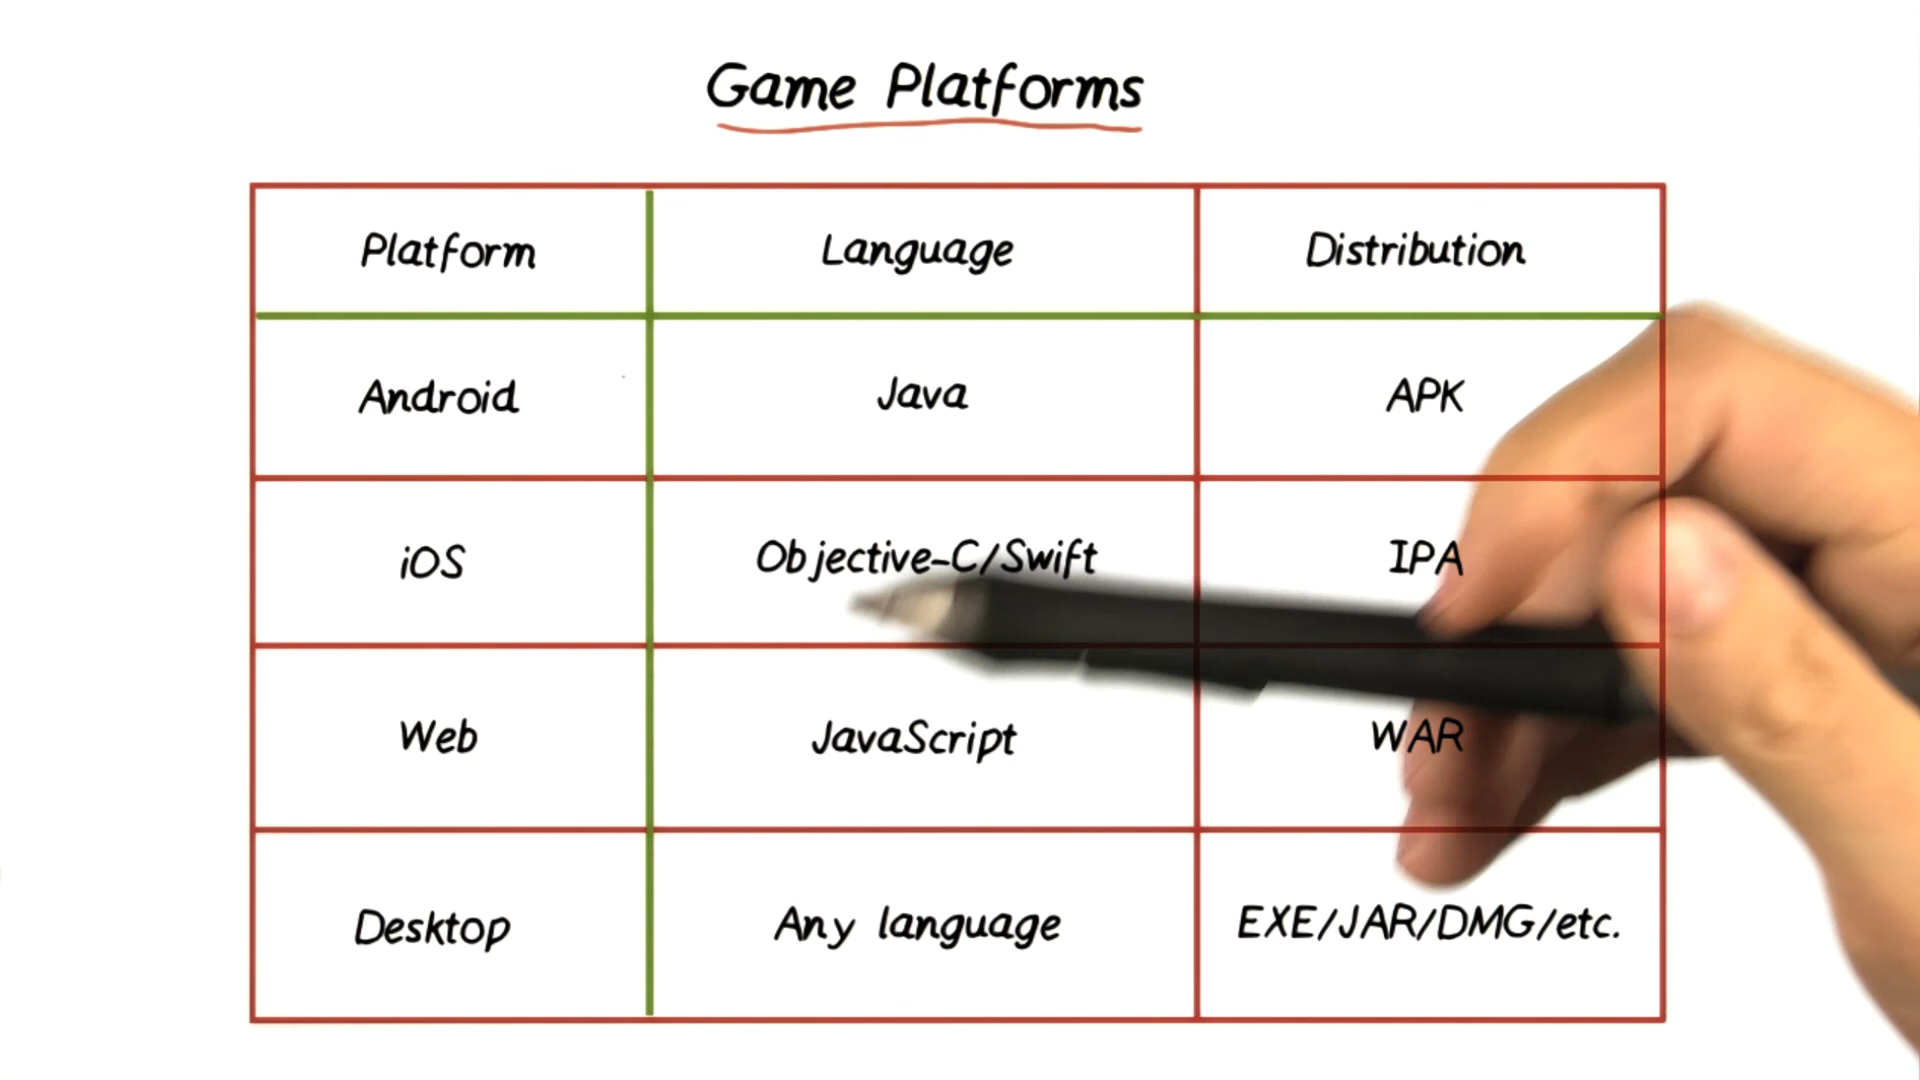 Game Platforms
Platform Language Distribution
Android Java APK
iOS Objective-C/Swift IPA
Web JavaScript WAR
Desktop Any language EXE/JAR/DMG/etc.